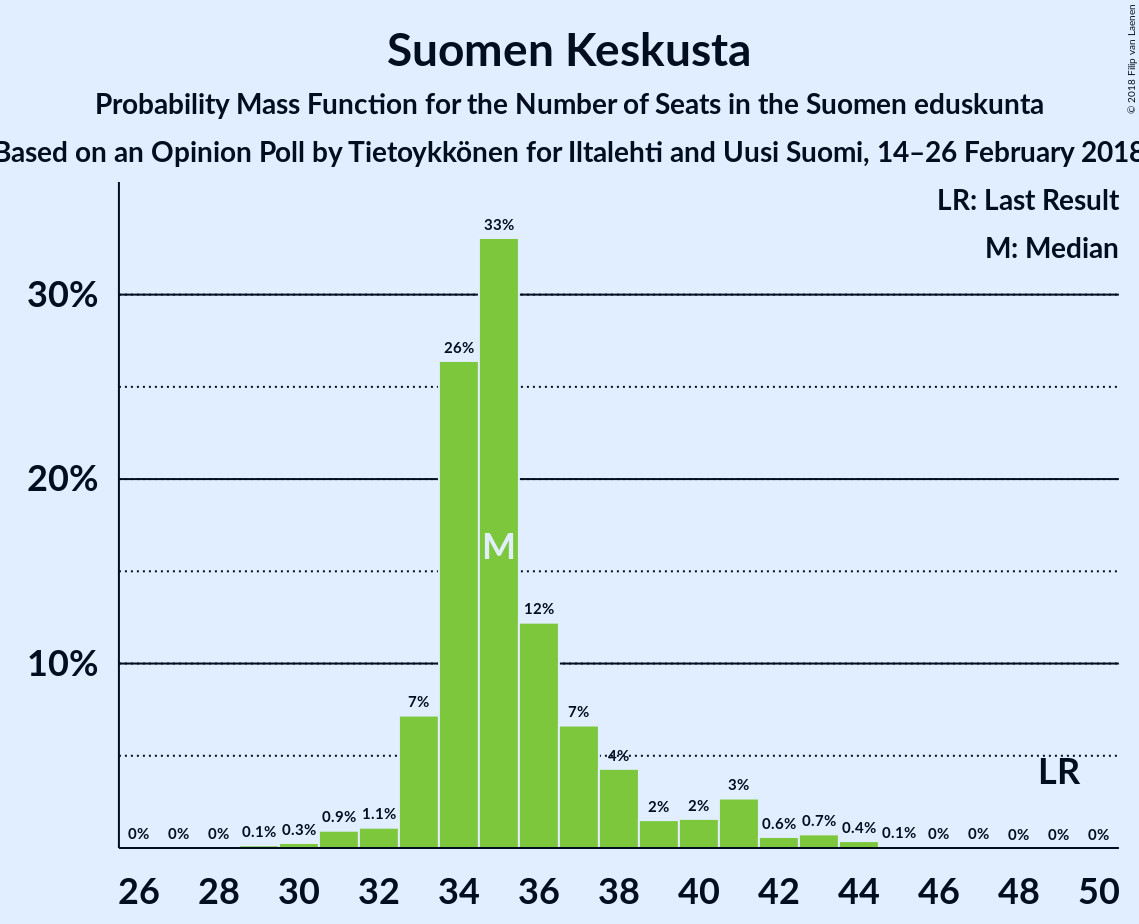 Suomen Keskusta
Probability Mass Function for the Number of Seats in the Suomen eduskunta
Based on an Opinion Poll by Tietoykkönen for Iltalehti and Uusi Suomi, 14–26 February 2018
© 2018 Filip van Laenen
LR: Last Result
M: Median
30%
20%
10%
0% 0% 0% 0.1% 0.3% 0.9% 1.1% 7% 26% 33% 12% 7% 4% 2% 2% 3% 0.6% 0.7% 0.4% 0.1% 0% 0% 0% 0% 0%
M
LR
26 28 30 32 34 36 38 40 42 44 46 48 50